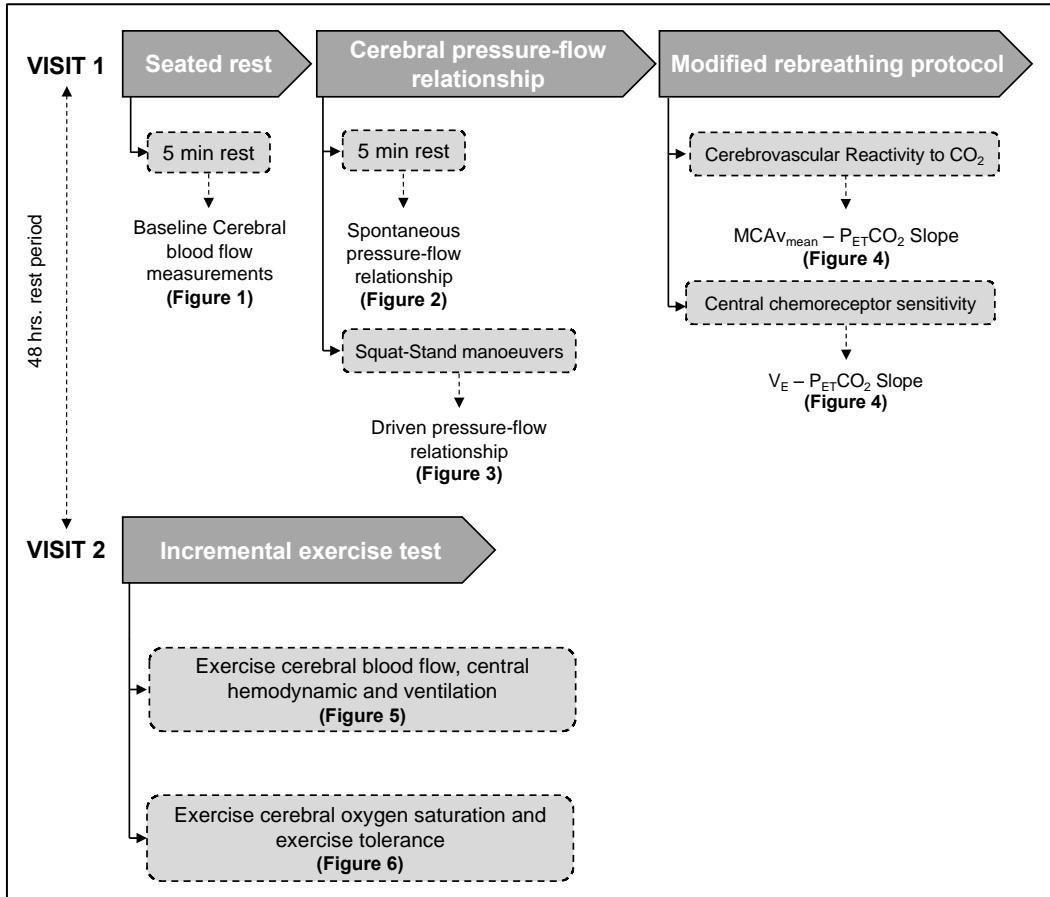 VISIT 1
Seated rest
Cerebral pressure-flow
relationship
Modified rebreathing protocol
5 min rest
Baseline Cerebral
blood flow
measurements
(Figure 1)
5 min rest
Spontaneous
pressure-flow
relationship
(Figure 2)
Squat-Stand manoeuvers
Driven pressure-flow
relationship
(Figure 3)
Cerebrovascular Reactivity to CO₂
MCAv_mean – P_ETCO₂ Slope
(Figure 4)
Central chemoreceptor sensitivity
V_E – P_ETCO₂ Slope
(Figure 4)
48 hrs. rest period
VISIT 2
Incremental exercise test
Exercise cerebral blood flow, central
hemodynamic and ventilation
(Figure 5)
Exercise cerebral oxygen saturation and
exercise tolerance
(Figure 6)